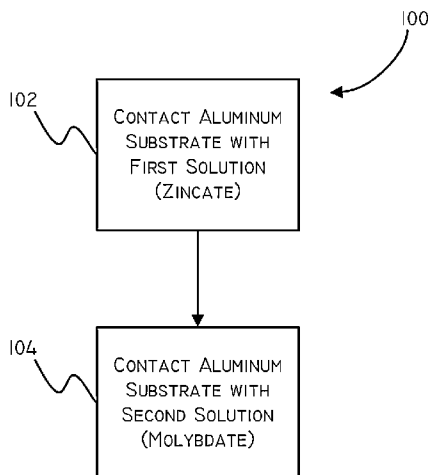 100
102
CONTACT ALUMINUM
SUBSTRATE WITH
FIRST SOLUTION
(ZINCATE)
104
CONTACT ALUMINUM
SUBSTRATE WITH
SECOND SOLUTION
(MOLYBDATE)